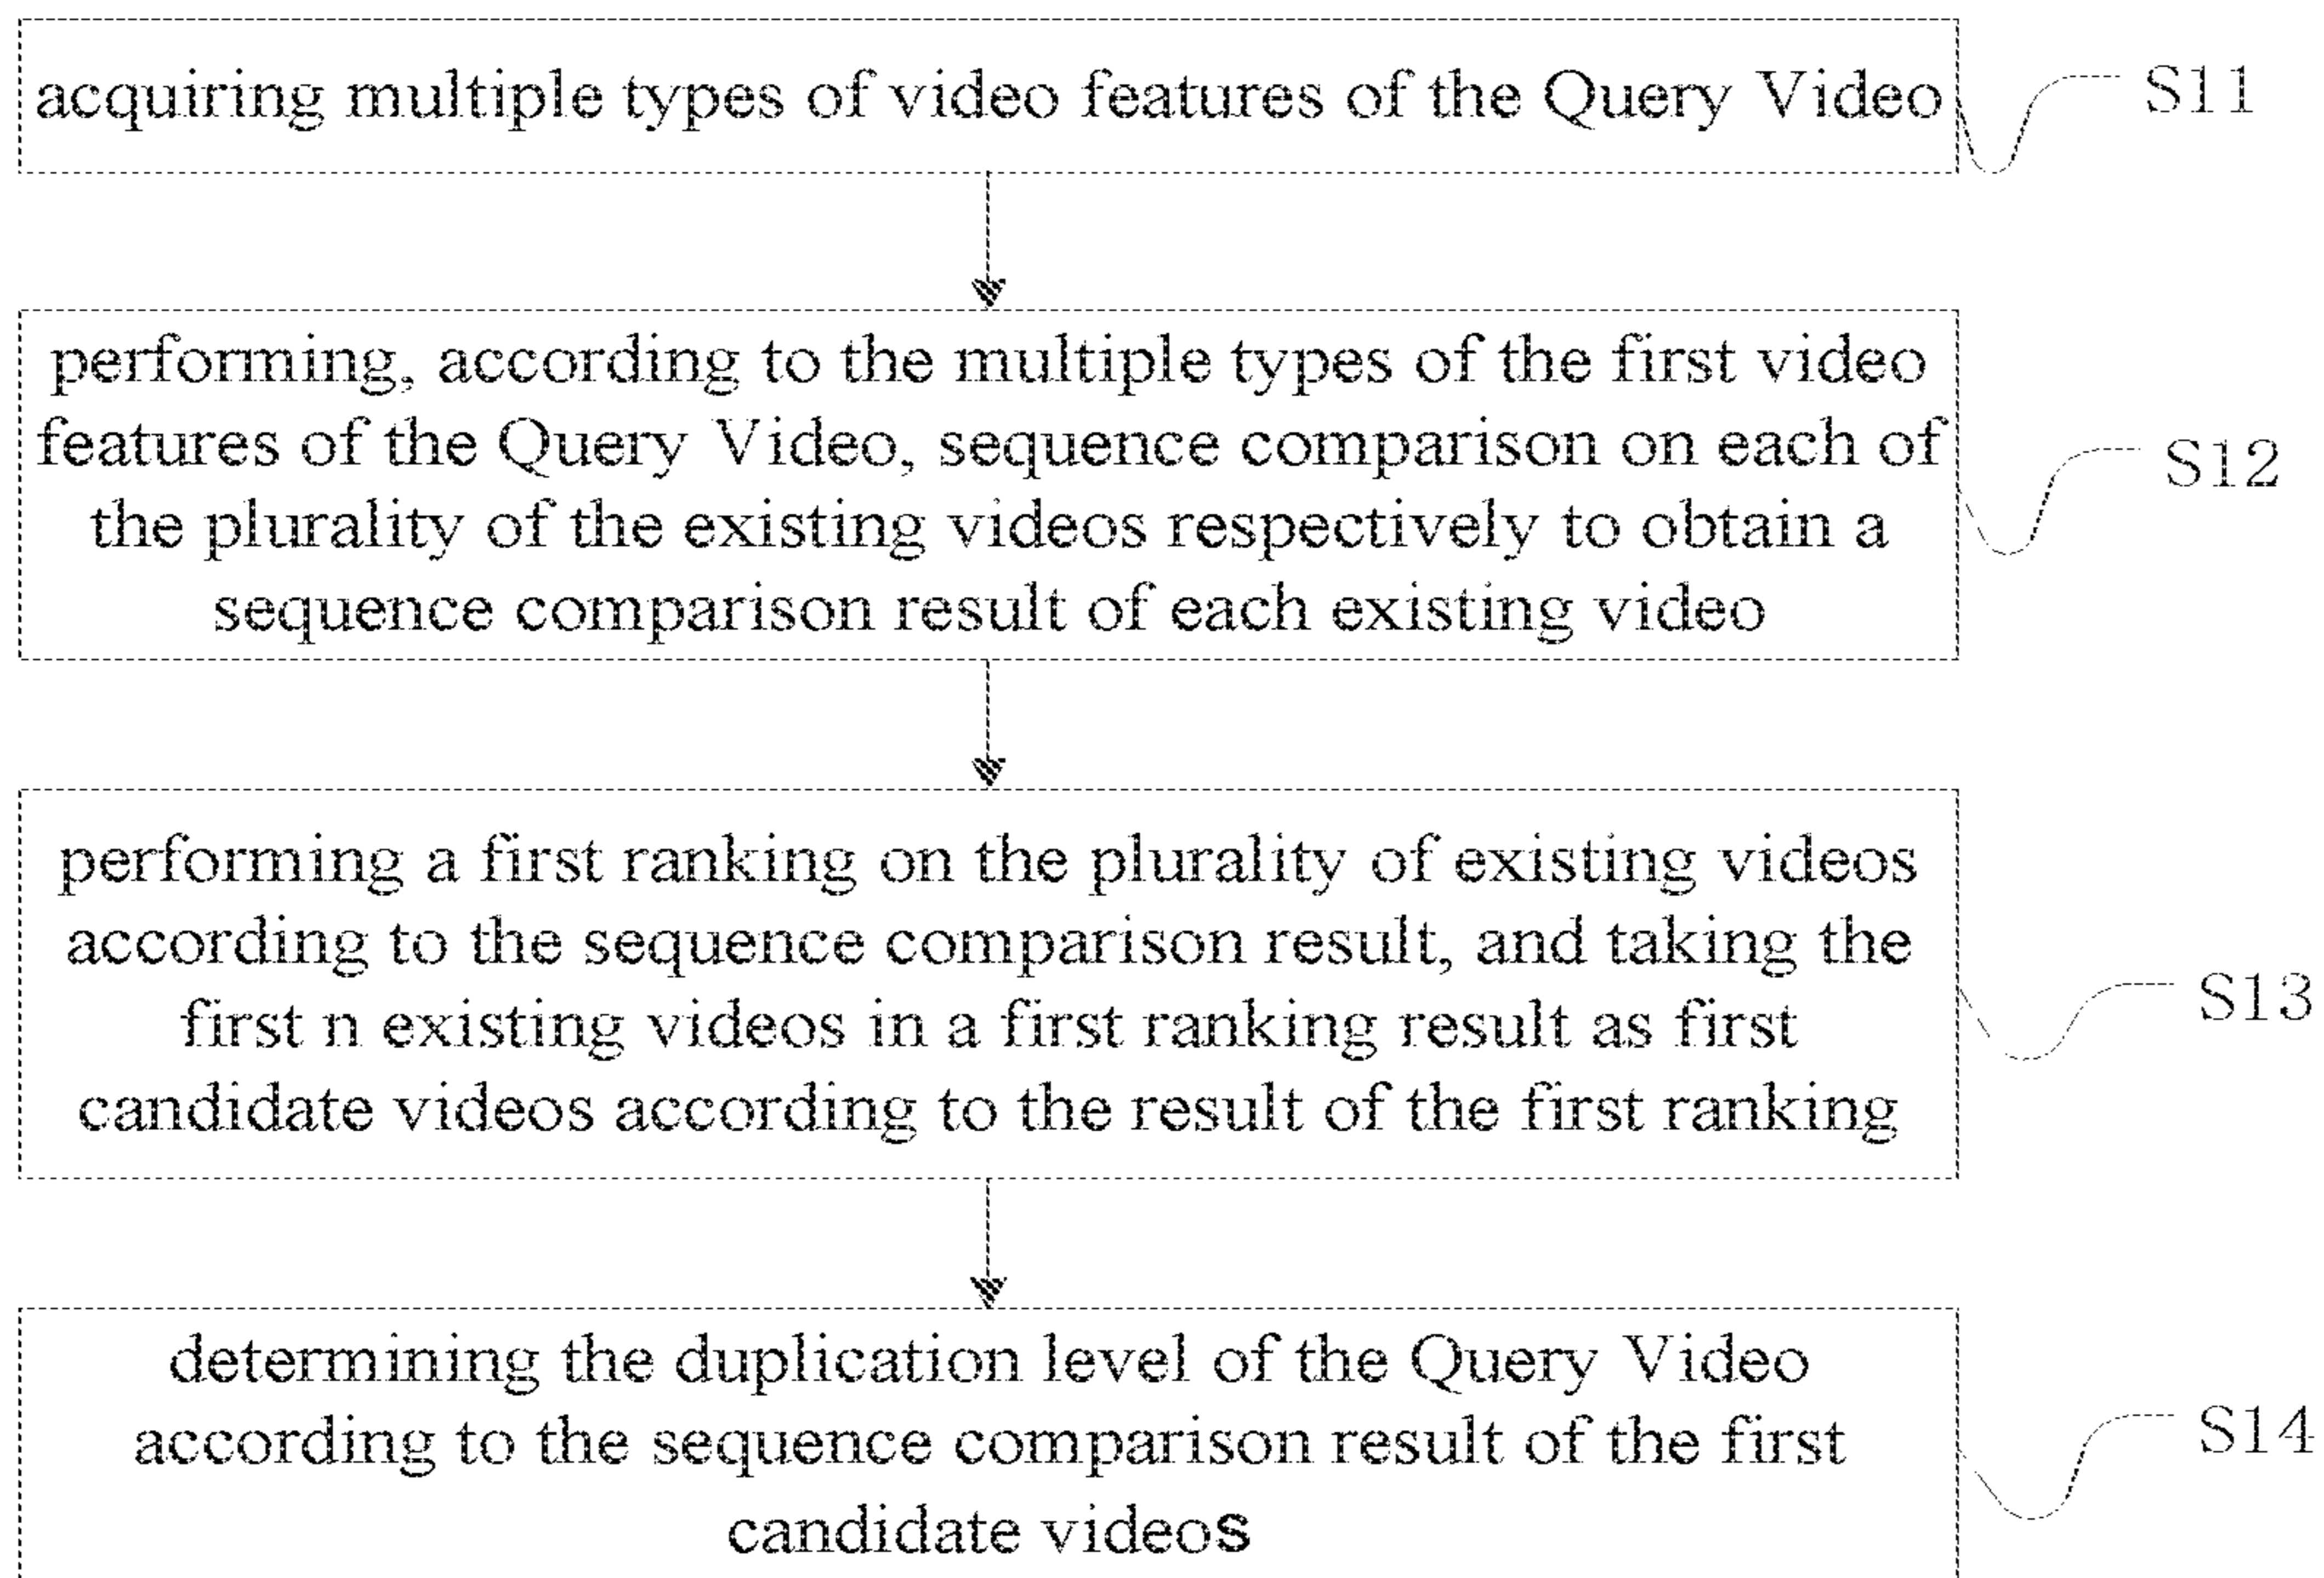 acquiring multiple types of video features of the Query Video
S11
performing, according to the multiple types of the first video
features of the Query Video, sequence comparison on each of
the plurality of the existing videos respectively to obtain a
sequence comparison result of each existing video
S12
performing a first ranking on the plurality of existing videos
according to the sequence comparison result, and taking the
first n existing videos in a first ranking result as first
candidate videos according to the result of the first ranking
S13
determining the duplication level of the Query Video
according to the sequence comparison result of the first
candidate videos
S14